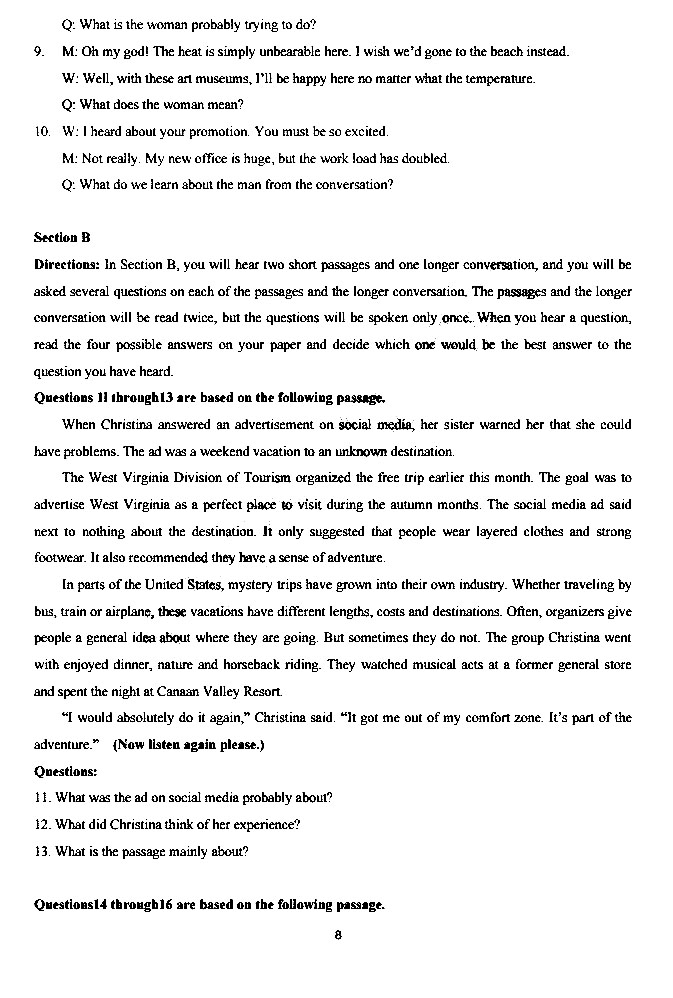 Q: What is the woman probably trying to do?
9. M: Oh my god! The heat is simply unbearable here. I wish we'd gone to the beach instead.
W: Well, with these art museums, I'll be happy here no matter what the temperature.
Q: What does the woman mean?
10. W: I heard about your promotion. You must be so excited.
M: Not really. My new office is huge, but the work load has doubled.
Q: What do we learn about the man from the conversation?
Section B
Directions: In Section B, you will hear two short passages and one longer conversation, and you will be
asked several questions on each of the passages and the longer conversation. The passages and the longer
conversation will be read twice, but the questions will be spoken only once. When you hear a question,
read the four possible answers on your paper and decide which one would be the best answer to the
question you have heard.
Questions 11 through13 are based on the following passage.
When Christina answered an advertisement on social media, her sister warned her that she could
have problems. The ad was a weekend vacation to an unknown destination.
The West Virginia Division of Tourism organized the free trip earlier this month. The goal was to
advertise West Virginia as a perfect place to visit during the autumn months. The social media ad said
next to nothing about the destination. It only suggested that people wear layered clothes and strong
footwear. It also recommended they have a sense of adventure.
In parts of the United States, mystery trips have grown into their own industry. Whether traveling by
bus, train or airplane, these vacations have different lengths, costs and destinations. Often, organizers give
people a general idea about where they are going. But sometimes they do not. The group Christina went
with enjoyed dinner, nature and horseback riding. They watched musical acts at a former general store
and spent the night at Canaan Valley Resort.
"I would absolutely do it again," Christina said. "It got me out of my comfort zone. It's part of the
adventure." (Now listen again please.)
Questions:
11. What was the ad on social media probably about?
12. What did Christina think of her experience?
13. What is the passage mainly about?
Questions14 through16 are based on the following passage.
8